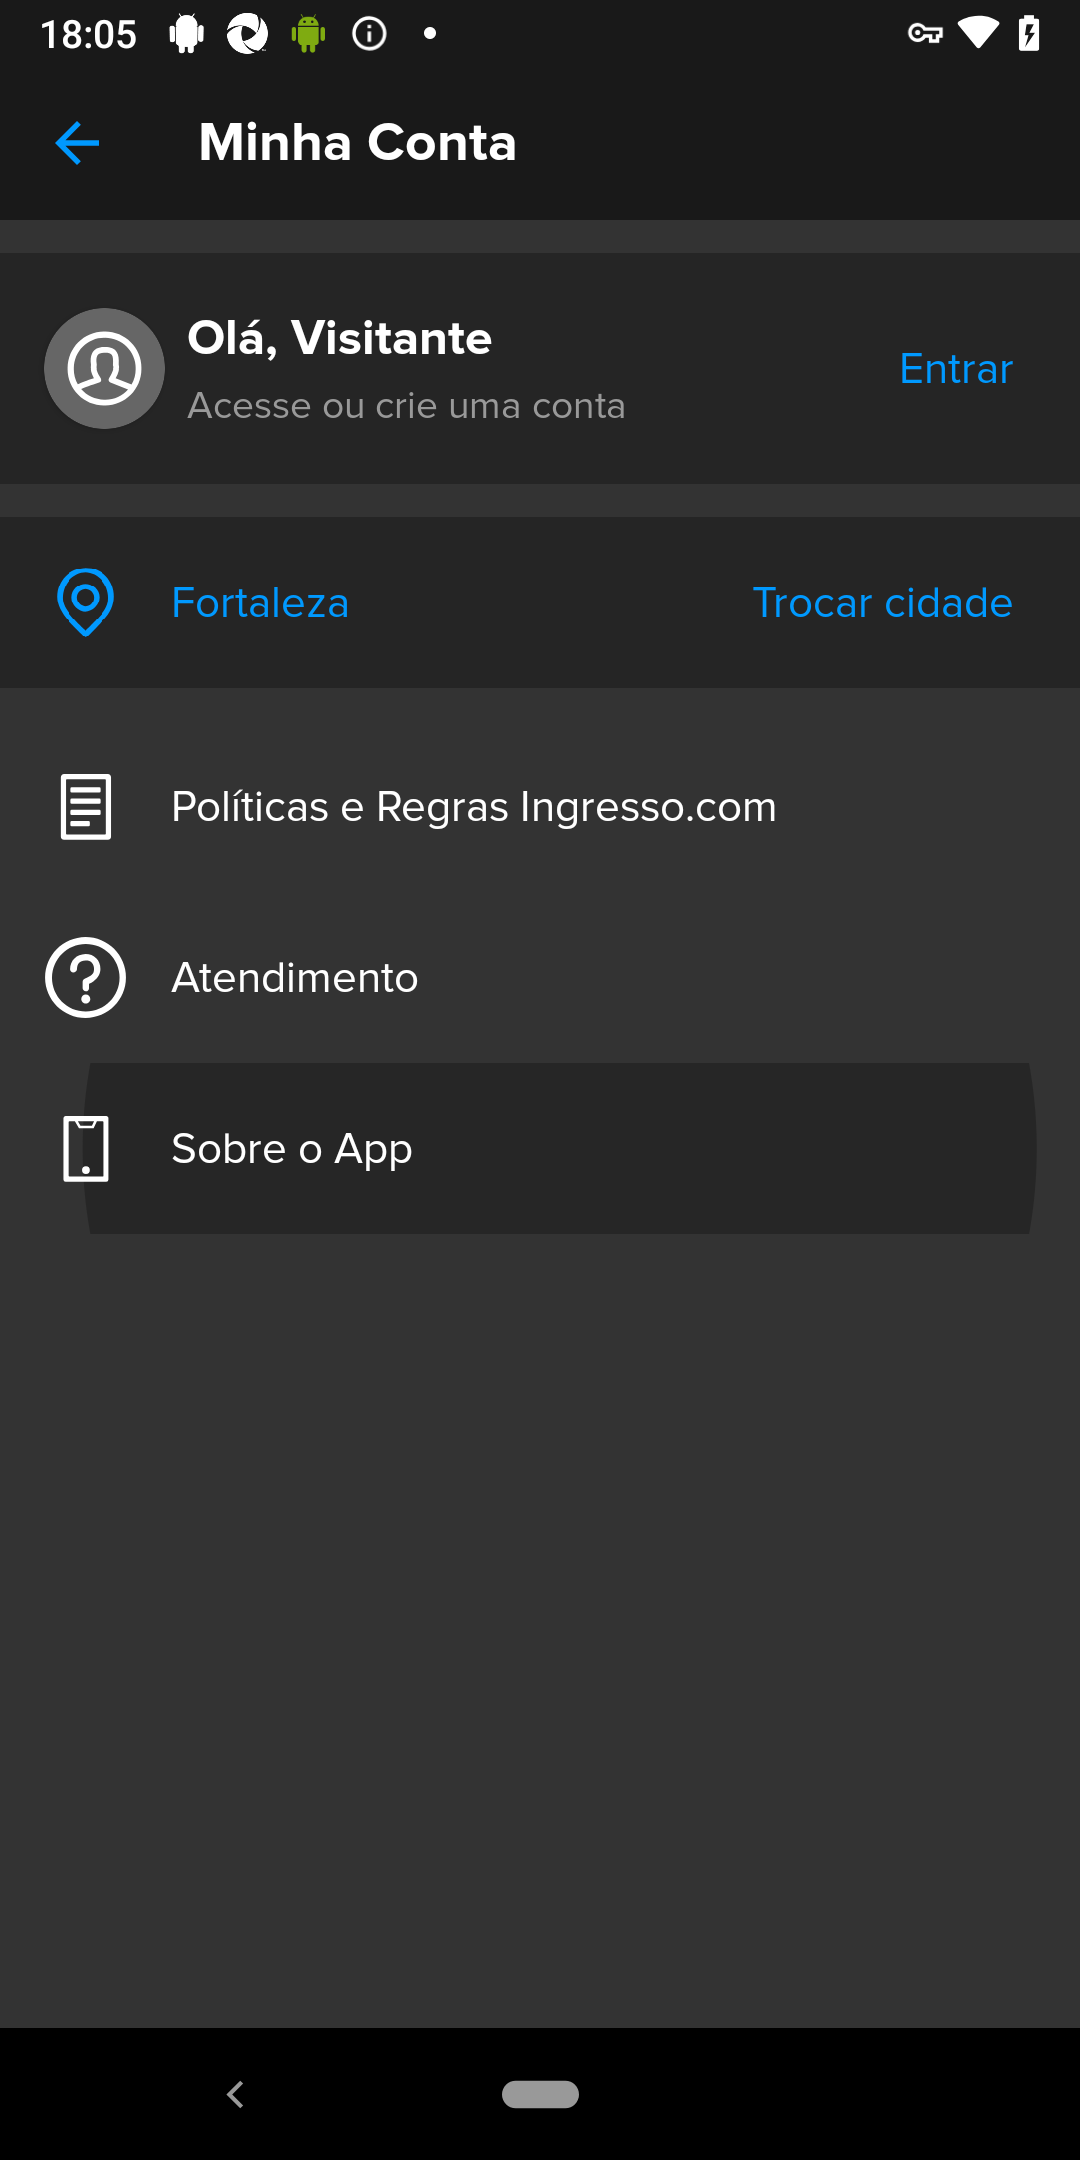 18:05
Minha Conta
Olá, Visitante
Acesse ou crie uma conta
Entrar
Fortaleza
Trocar cidade
Políticas e Regras Ingresso.com
Atendimento
Sobre o App